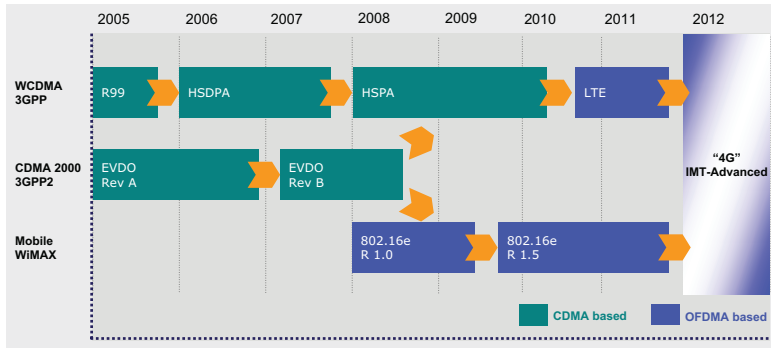 2005 2006 2007 2008 2009 2010 2011 2012
WCDMA
3GPP
R99
HSDPA
HSPA
LTE
CDMA 2000
3GPP2
EVDO
Rev A
EVDO
Rev B
"4G"
IMT-Advanced
Mobile
WiMAX
802.16e
R 1.0
802.16e
R 1.5
CDMA based
OFDMA based